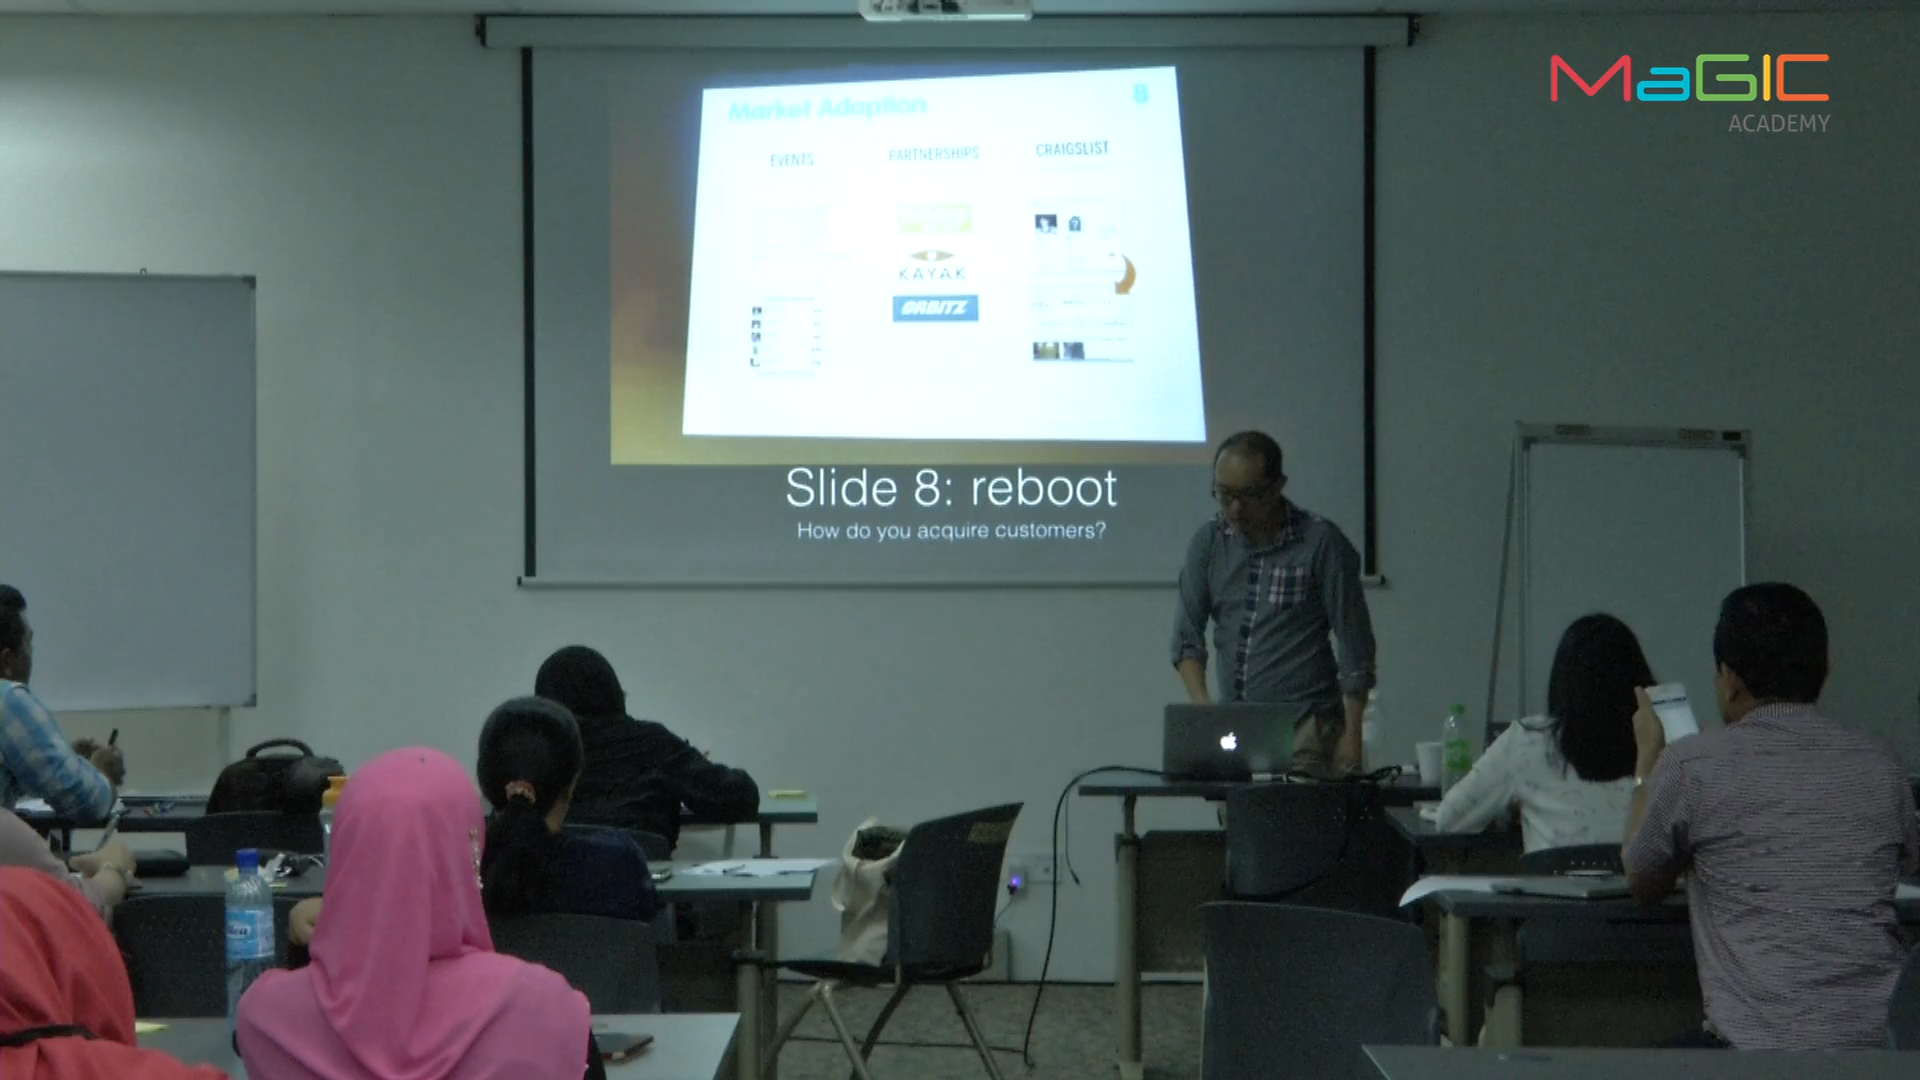 MaGIC
ACADEMY
Market Adoption
8
EVENTS
PARTNERSHIPS
CRAIGSLIST
KAYAK
ORBITZ
Slide 8: reboot
How do you acquire customers?